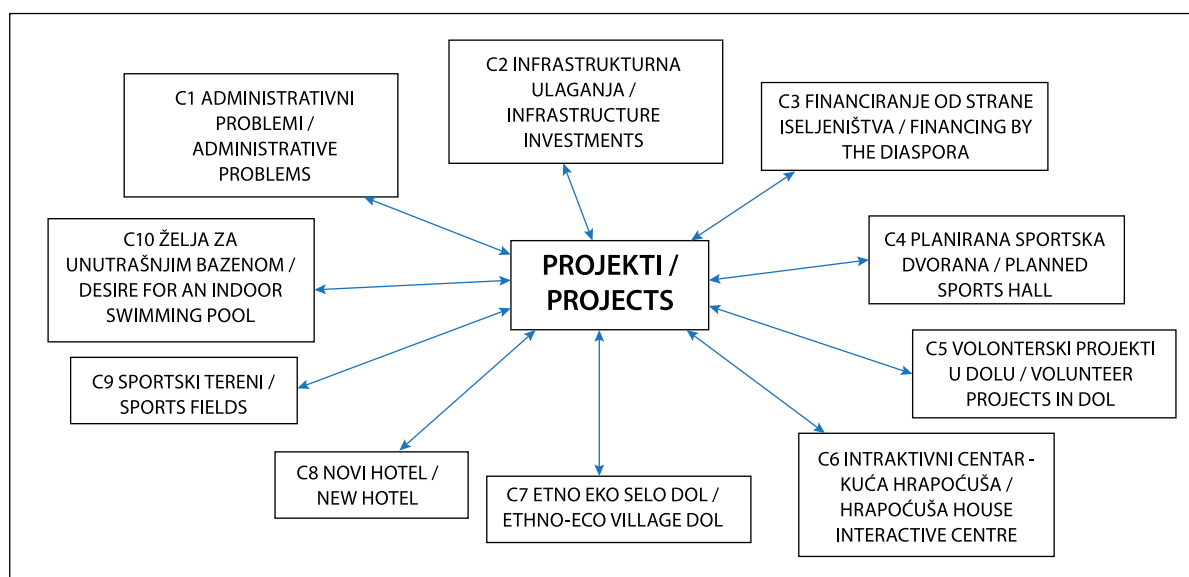 C1 ADMINISTRATIVNI
PROBLEMI /
ADMINISTRATIVE
PROBLEMS
C2 INFRASTRUKTURNA
ULAGANJA /
INFRASTRUCTURE
INVESTMENTS
C3 FINANCIRANJE OD STRANE
ISELJENIŠTVA / FINANCING BY
THE DIASPORA
C10 ŽELJA ZA
UNUTRAŠNJIM BAZENOM /
DESIRE FOR AN INDOOR
SWIMMING POOL
PROJEKTI /
PROJECTS
C4 PLANIRANA SPORTSKA
DVORANA / PLANNED
SPORTS HALL
C9 SPORTSKI TERENI /
SPORTS FIELDS
C5 VOLONTERSKI PROJEKTI
U DOLU / VOLUNTEER
PROJECTS IN DOL
C8 NOVI HOTEL /
NEW HOTEL
C7 ETNO EKO SELO DOL /
ETHNO-ECO VILLAGE DOL
C6 INTRAKTIVNI CENTAR -
KUĆA HRAPOĆUŠA /
HRAPOĆUŠA HOUSE
INTERACTIVE CENTRE